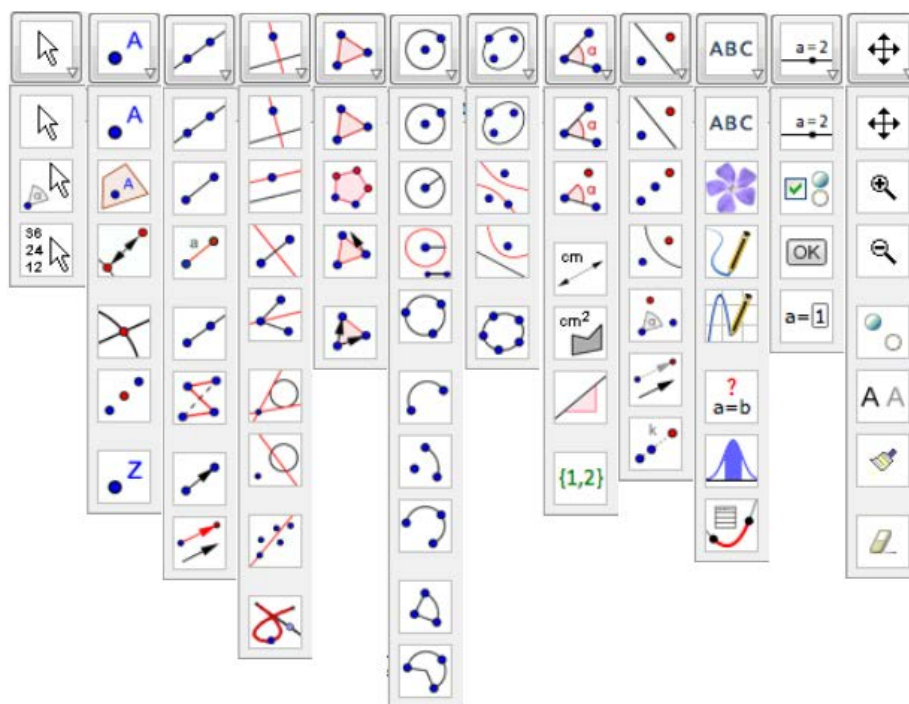 A
ABC
a=2
A
α
ABC
a=2
α
A
α
36
24
12
a
cm
OK
cm²
α
a=1
?
a=b
A A
k
Z
{1,2}